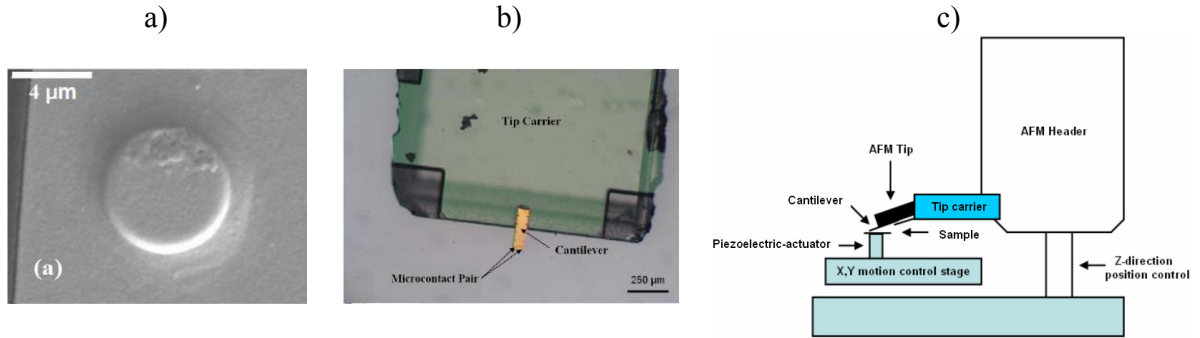 a)
4 μm
(a)
b)
Tip Carrier
Cantilever
Microcontact Pair
250 μm
c)
AFM Header
AFM Tip
Cantilever
Tip carrier
Sample
Piezoelectric-actuator
X,Y motion control stage
Z-direction
position control